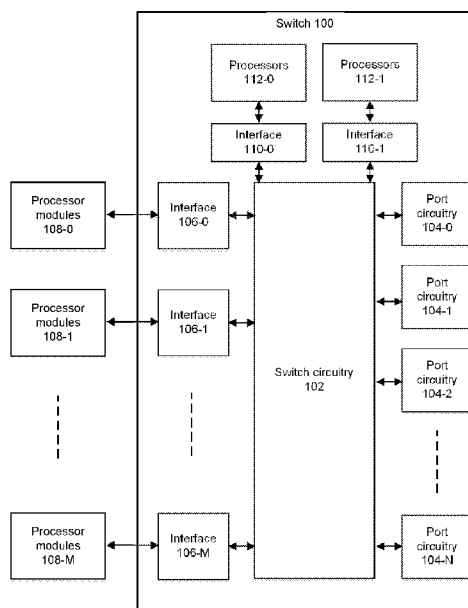 Switch 100
Processors
112-0
Processors
112-1
Interface
110-0
Interface
110-1
Processor
modules
108-0
Interface
106-0
Port
circuitry
104-0
Processor
modules
108-1
Interface
106-1
Port
circuitry
104-1
Switch circuitry
102
Port
circuitry
104-2
Processor
modules
108-M
Interface
106-M
Port
circuitry
104-N